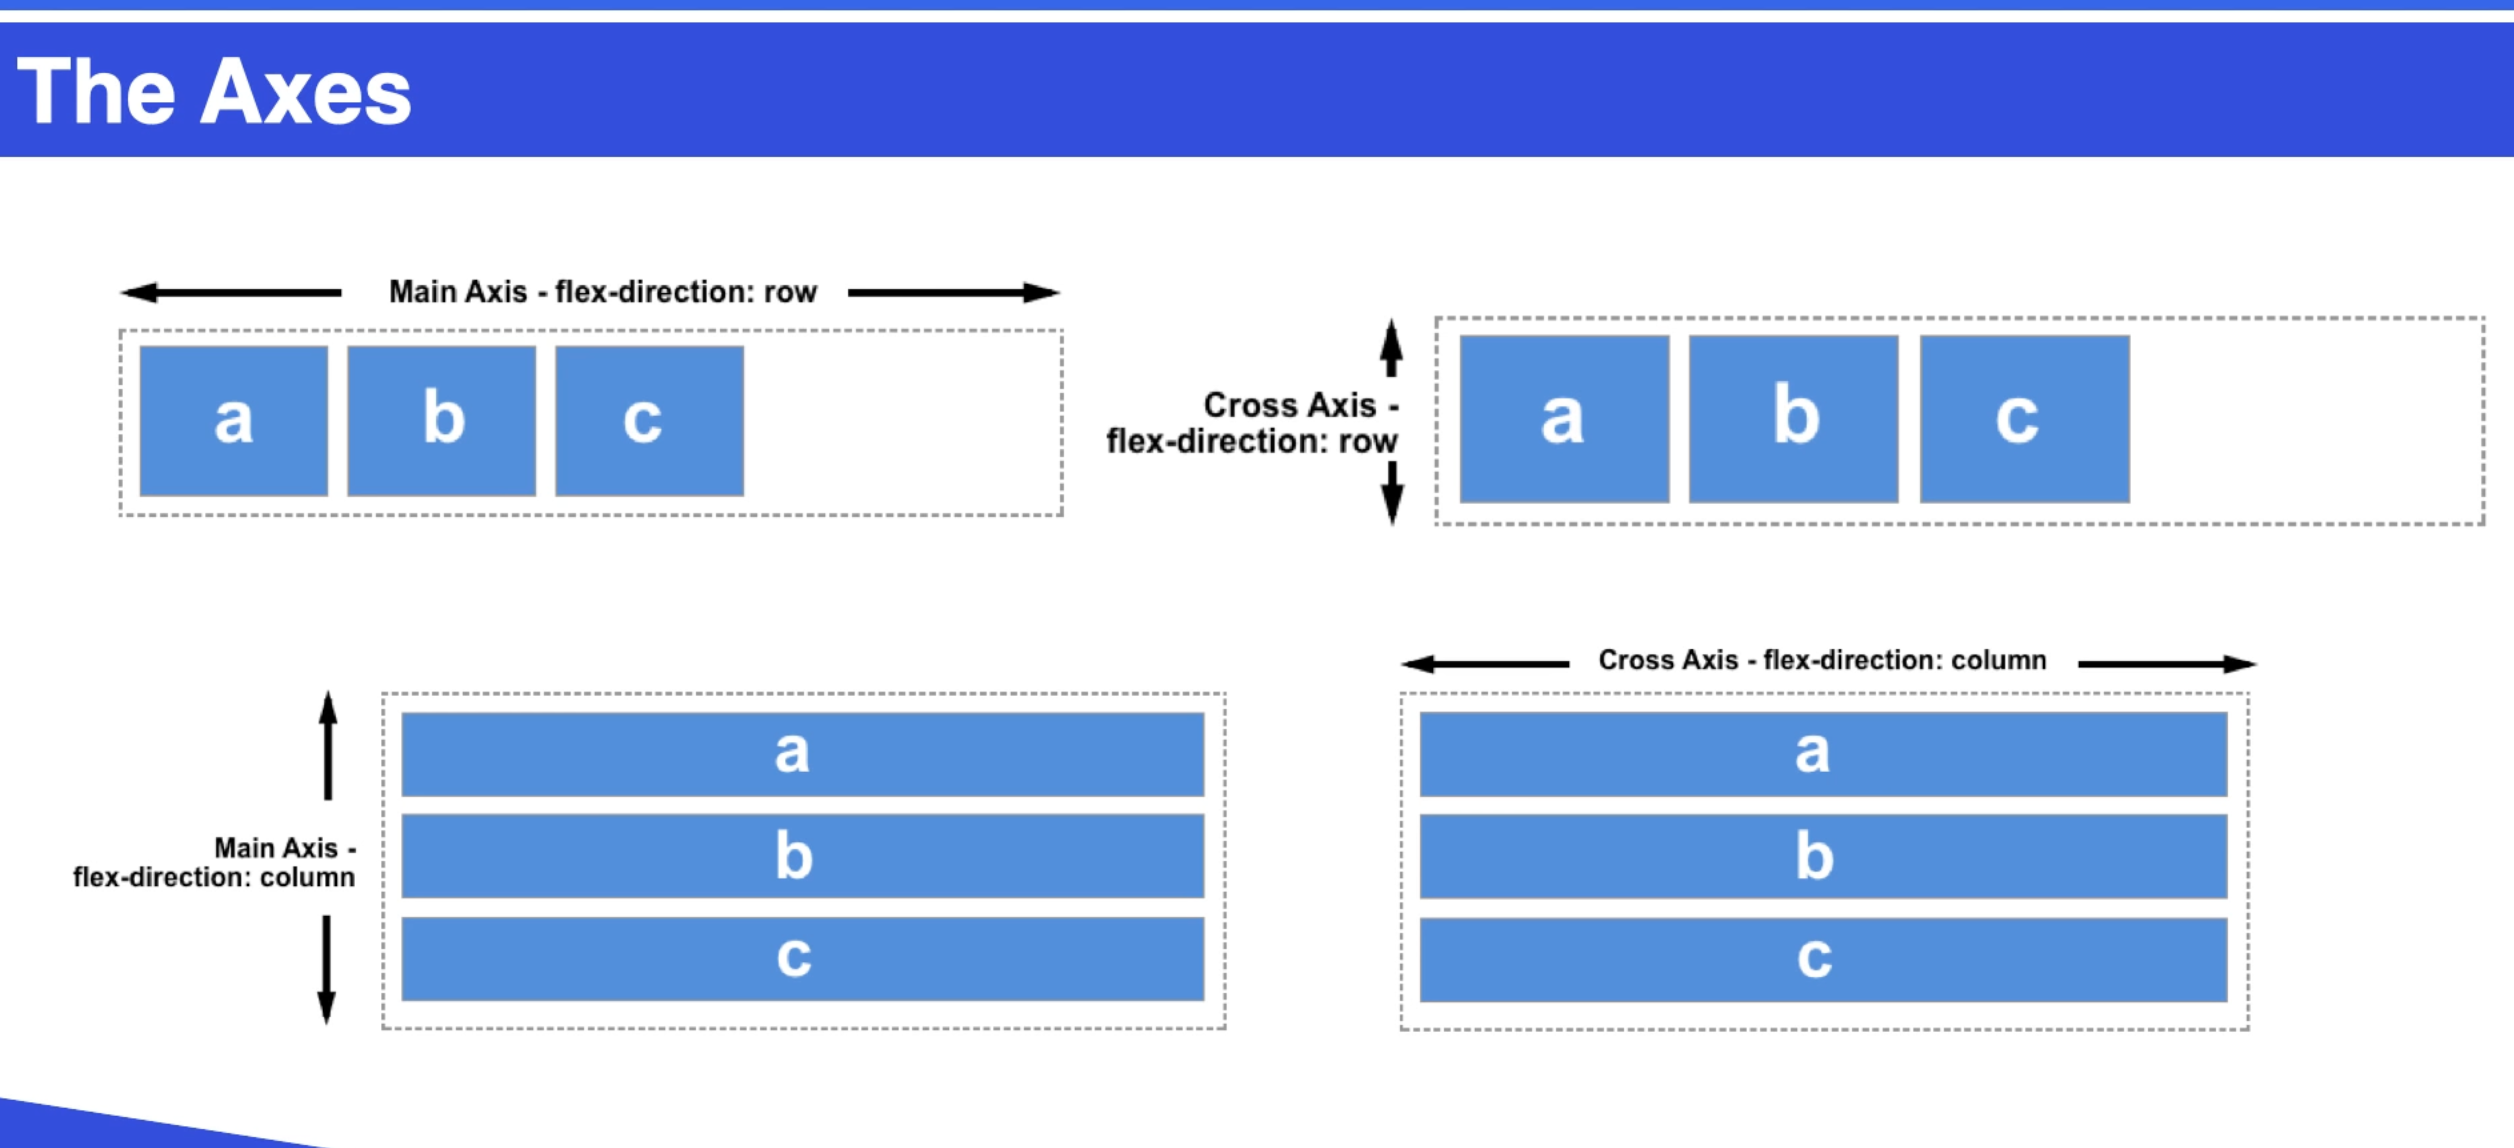 The Axes
Main Axis - flex-direction: row
a b c
Cross Axis -
flex-direction: row
a b c
Main Axis -
flex-direction: column
a
b
c
Cross Axis - flex-direction: column
a
b
c